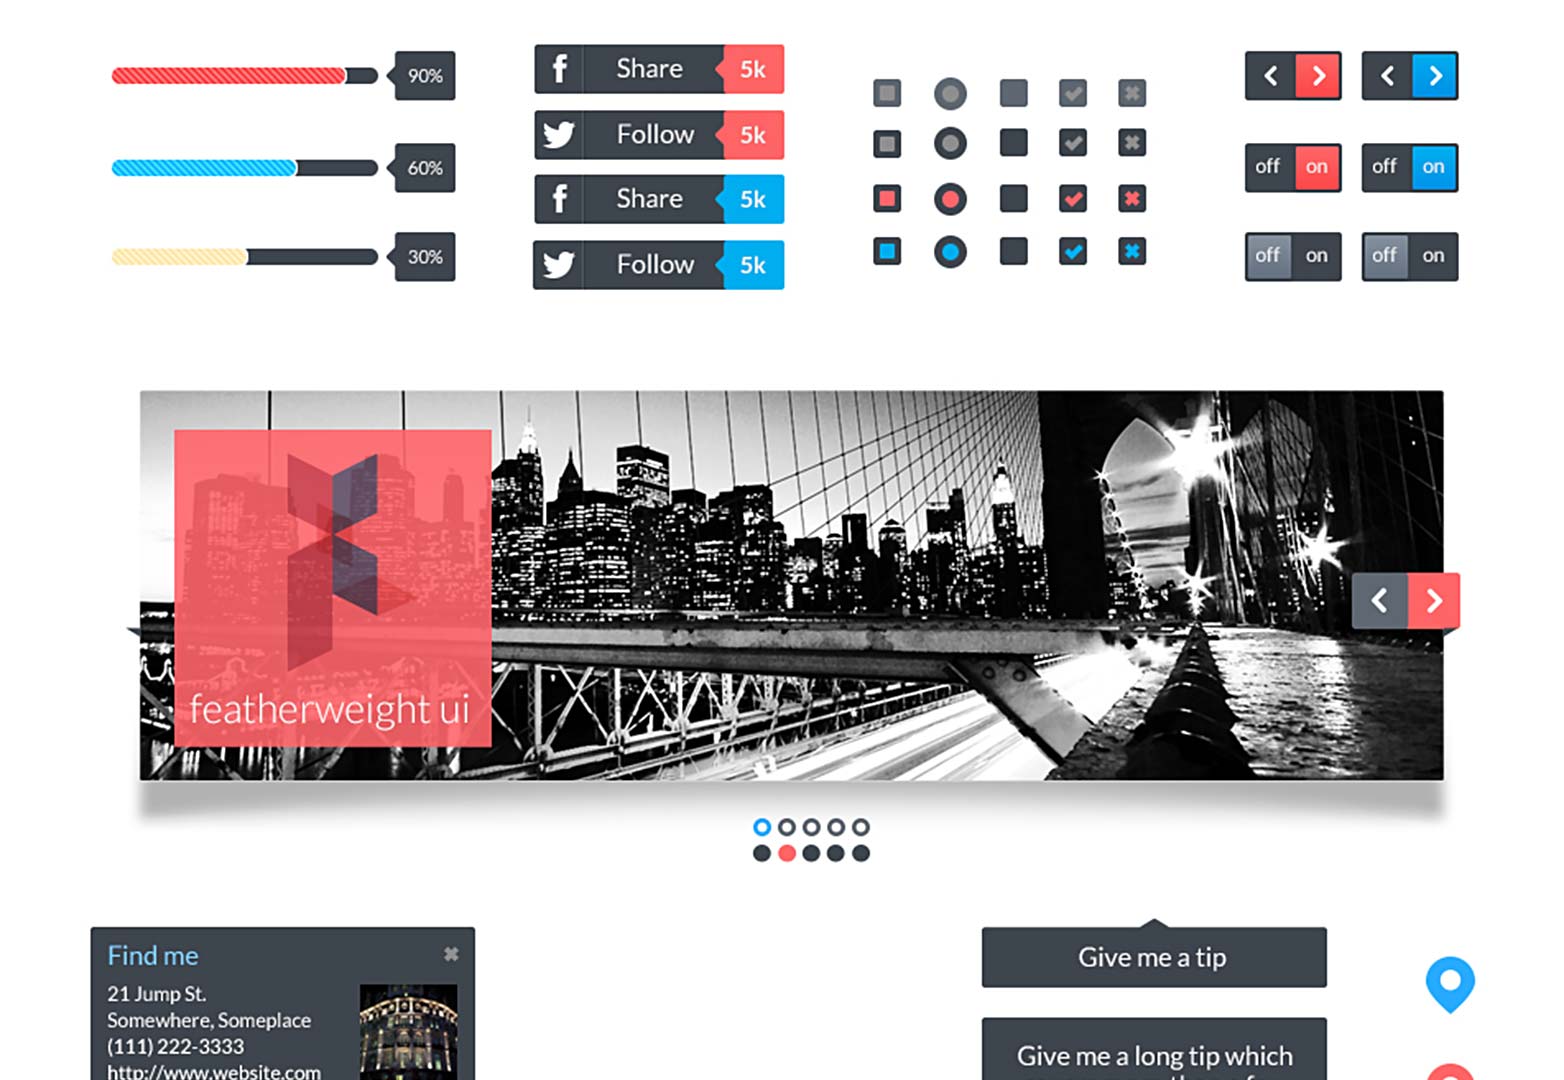 90%
60%
30%
Share 5k
Follow 5k
Share 5k
Follow 5k
off on
off on
off on
off on
featherweight ui
Find me
21 Jump St.
Somewhere, Someplace
(111) 222-3333
http://www.website.com
Give me a tip
Give me a long tip which